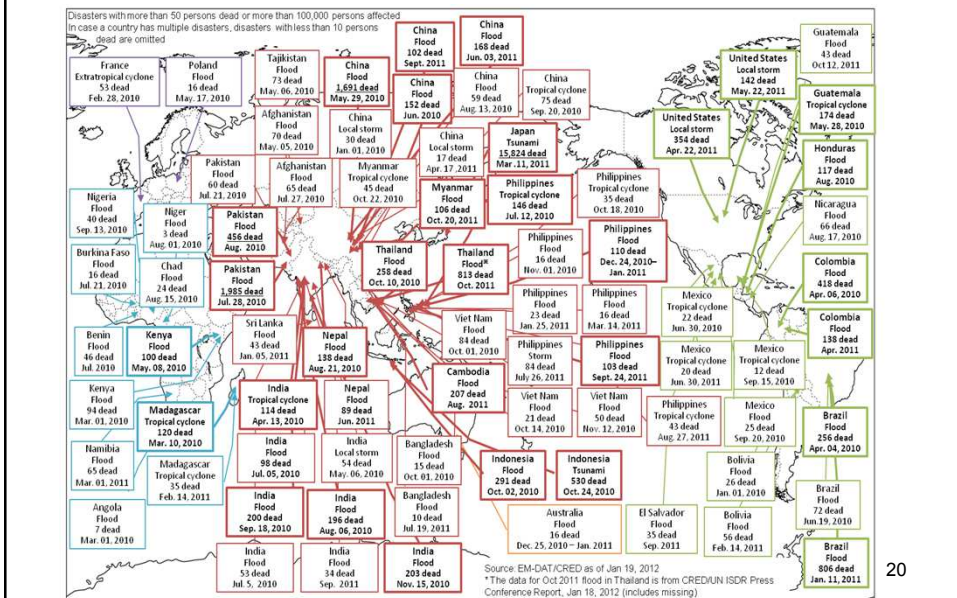 Disasters with more than 50 persons dead or more than 100,000 persons affected
In case a country has multiple disasters, disasters with less than 10 persons
dead are omitted
France
Extratropical cyclone
53 dead
Feb. 28, 2010
Poland
Flood
16 dead
May. 17, 2010
Tajikistan
Flood
73 dead
May. 06, 2010
China
Flood
1,691 dead
May. 29, 2010
China
Flood
102 dead
Sept. 2011
China
Flood
168 dead
Jun. 03, 2011
China
Flood
152 dead
Jun. 2010
China
Flood
59 dead
Aug. 13, 2010
China
Tropical cyclone
75 dead
Sep. 20, 2010
United States
Local storm
142 dead
May. 22, 2011
Guatemala
Flood
43 dead
Oct 12, 2011
Guatemala
Tropical cyclone
174 dead
May. 28, 2010
United States
Local storm
354 dead
Apr. 22, 2011
Honduras
Flood
117 dead
Aug. 2010
Nicaragua
Flood
66 dead
Aug. 17, 2010
Afghanistan
Flood
70 dead
May. 05, 2010
China
Local storm
30 dead
Jan. 01, 2010
China
Local storm
17 dead
Apr. 17, 2011
Japan
Tsunami
15,824 dead
Mar. 11, 2011
Pakistan
Flood
60 dead
Jul. 21, 2010
Afghanistan
Flood
65 dead
Jul. 27, 2010
Myanmar
Tropical cyclone
45 dead
Oct. 22, 2010
Myanmar
Flood
106 dead
Oct. 20, 2011
Philippines
Tropical cyclone
146 dead
Jul. 12, 2010
Philippines
Tropical cyclone
35 dead
Oct. 18, 2010
Nigeria
Flood
40 dead
Sep. 13, 2010
Niger
Flood
3 dead
Aug. 01, 2010
Pakistan
Flood
456 dead
Aug. 2010
Philippines
Flood
16 dead
Nov. 01, 2010
Philippines
Flood
110 dead
Dec. 24, 2010–
Jan. 2011
Burkina Faso
Flood
16 dead
Jul. 21, 2010
Chad
Flood
24 dead
Aug. 15, 2010
Pakistan
Flood
1,985 dead
Jul. 28, 2010
Thailand
Flood
258 dead
Oct. 10, 2010
Thailand
Flood*
813 dead
Oct. 2011
Colombia
Flood
418 dead
Apr. 06, 2010
Philippines
Flood
23 dead
Jan. 25, 2011
Philippines
Flood
16 dead
Mar. 14, 2011
Mexico
Tropical cyclone
22 dead
Jun. 30, 2010
Colombia
Flood
138 dead
Apr. 2011
Benin
Flood
46 dead
Jul. 2010
Kenya
Flood
100 dead
May. 08, 2010
Sri Lanka
Flood
43 dead
Jan. 05, 2011
Nepal
Flood
138 dead
Aug. 21, 2010
Viet Nam
Flood
84 dead
Oct. 01, 2010
Philippines
Storm
84 dead
July 26, 2011
Philippines
Flood
103 dead
Sept. 24, 2011
Mexico
Tropical cyclone
20 dead
Jun. 30, 2011
Mexico
Tropical cyclone
12 dead
Sep. 15, 2010
Kenya
Flood
94 dead
Mar. 01, 2010
Madagascar
Tropical cyclone
120 dead
Mar. 10, 2010
India
Tropical cyclone
114 dead
Apr. 13, 2010
Nepal
Flood
89 dead
Jun. 2011
Cambodia
Flood
207 dead
Aug. 2011
Viet Nam
Flood
21 dead
Oct. 14, 2010
Viet Nam
Flood
50 dead
Nov. 12, 2010
Philippines
Tropical cyclone
43 dead
Aug. 27, 2011
Mexico
Flood
25 dead
Sep. 20, 2010
Brazil
Flood
256 dead
Apr. 04, 2010
Namibia
Flood
65 dead
Mar. 01, 2011
Madagascar
Tropical cyclone
35 dead
Feb. 14, 2011
India
Flood
98 dead
Jul. 05, 2010
India
Local storm
54 dead
May. 06, 2010
Bangladesh
Flood
15 dead
Oct. 01, 2010
Indonesia
Flood
291 dead
Oct. 02, 2010
Indonesia
Tsunami
530 dead
Oct. 24, 2010
Bolivia
Flood
26 dead
Jan. 01, 2010
Brazil
Flood
72 dead
Jun.19, 2010
Angola
Flood
7 dead
Mar. 01, 2010
India
Flood
200 dead
Sep. 18, 2010
India
Flood
196 dead
Aug. 06, 2010
Bangladesh
Flood
10 dead
Jul. 19, 2011
Australia
Flood
16 dead
Dec. 25, 2010 – Jan. 2011
El Salvador
Flood
35 dead
Sep. 2011
Bolivia
Flood
56 dead
Feb. 14, 2011
Brazil
Flood
806 dead
Jan. 11, 2011
India
Flood
53 dead
Jul. 5, 2010
India
Flood
34 dead
Sep. 2011
India
Flood
203 dead
Nov. 15, 2010
Source: EM-DAT/CRED as of Jan 19, 2012
*The data for Oct 2011 flood in Thailand is from CRED/UN ISDR Press
Conference Report, Jan 18, 2012 (includes missing)
20